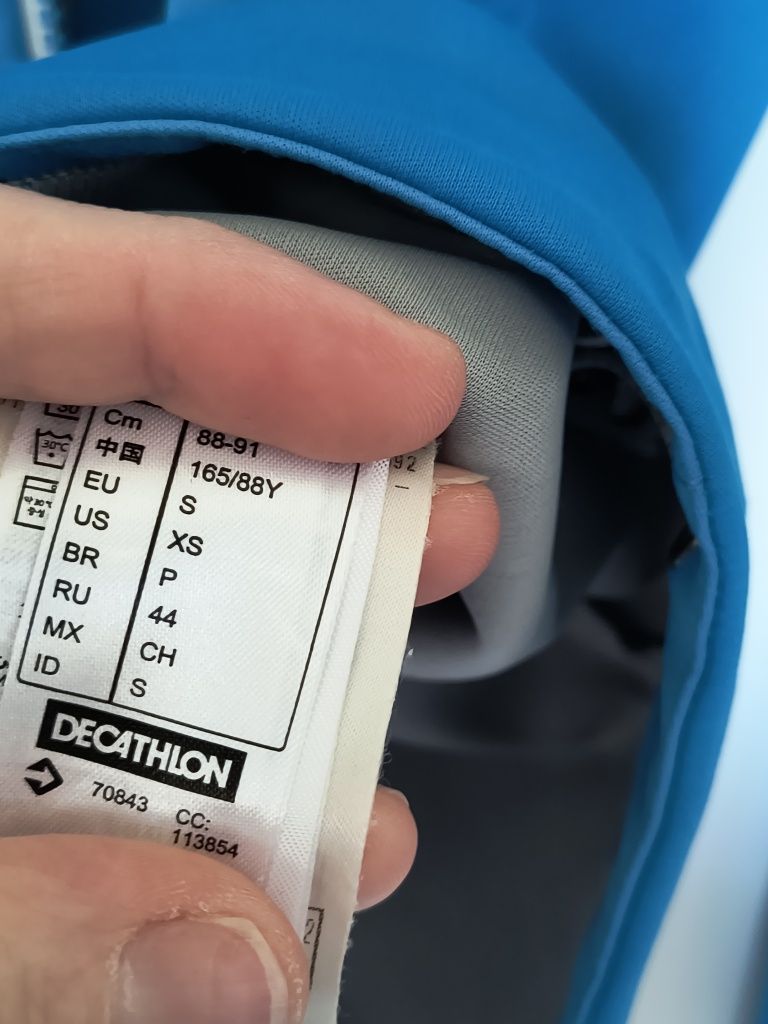 Cm 88-91
中国 165/88Y
EU S
US XS
BR P
RU 44
MX CH
ID S
DECATHLON
70843 CC:
113854
30°C
92